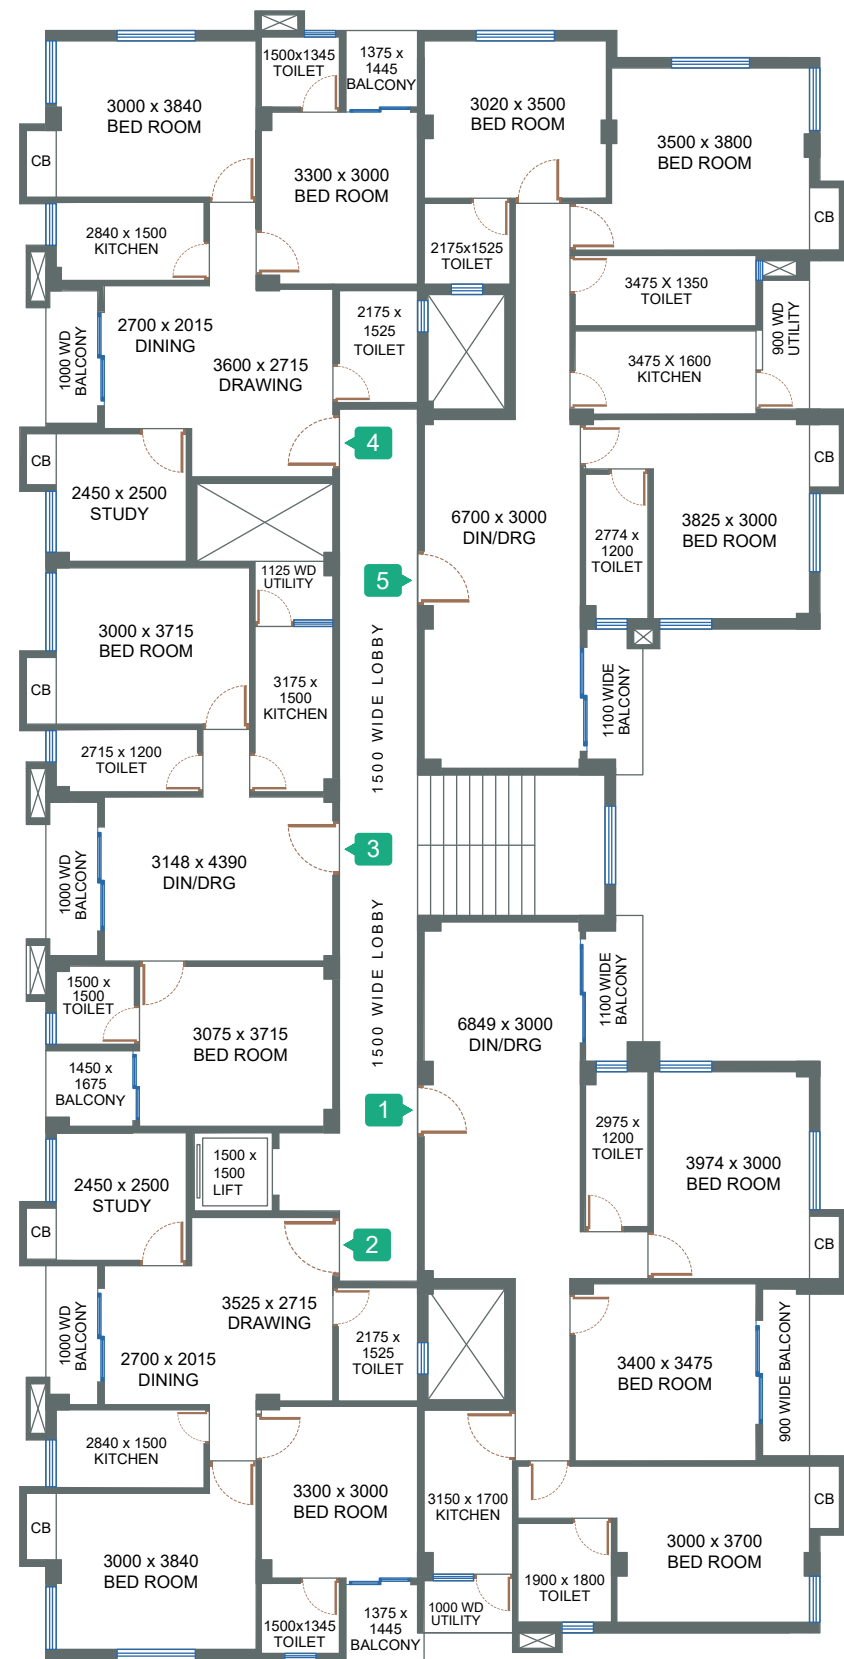 1500x1345
TOILET
1375 x
1445
BALCONY
3000 x 3840
BED ROOM
3020 x 3500
BED ROOM
3500 x 3800
BED ROOM
CB
3300 x 3000
BED ROOM
CB
2840 x 1500
KITCHEN
2175x1525
TOILET
3475 X 1350
TOILET
900 WD
UTILITY
1000 WD
BALCONY
2700 x 2015
DINING
2175 x
1525
TOILET
3600 x 2715
DRAWING
3475 X 1600
KITCHEN
4
CB
CB
2450 x 2500
STUDY
6700 x 3000
DIN/DRG
2774 x
1200
TOILET
3825 x 3000
BED ROOM
1125 WD
UTILITY
5
3000 x 3715
BED ROOM
CB
3175 x
1500
KITCHEN
1500 WIDE LOBBY
1100 WIDE
BALCONY
2715 x 1200
TOILET
3
3148 x 4390
DIN/DRG
1000 WD
BALCONY
1500 WIDE LOBBY
1100 WIDE
BALCONY
1500 x
1500
TOILET
3075 x 3715
BED ROOM
6849 x 3000
DIN/DRG
1450 x
1675
BALCONY
1
2975 x
1200
TOILET
3974 x 3000
BED ROOM
1500 x
1500
LIFT
2450 x 2500
STUDY
CB
2
CB
1000 WD
BALCONY
3525 x 2715
DRAWING
2700 x 2015
DINING
2175 x
1525
TOILET
3400 x 3475
BED ROOM
900 WIDE BALCONY
2840 x 1500
KITCHEN
3300 x 3000
BED ROOM
3150 x 1700
KITCHEN
CB
CB
3000 x 3840
BED ROOM
3000 x 3700
BED ROOM
1900 x 1800
TOILET
1500x1345
TOILET
1375 x
1445
BALCONY
1000 WD
UTILITY